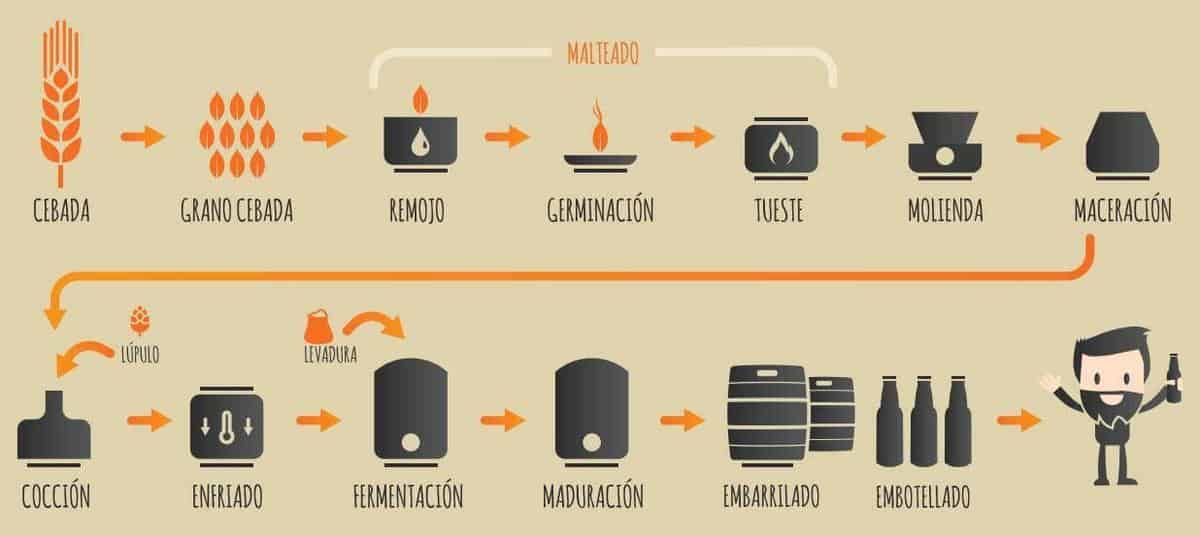 MALTEADO
CEBADA
GRANO CEBADA
REMOJO
GERMINACIÓN
TUESTE
MOLIENDA
MACERACIÓN
LÚPULO
LEVADURA
COCCIÓN
ENFRIADO
FERMENTACIÓN
MADURACIÓN
EMBARRILADO
EMBOTELLADO